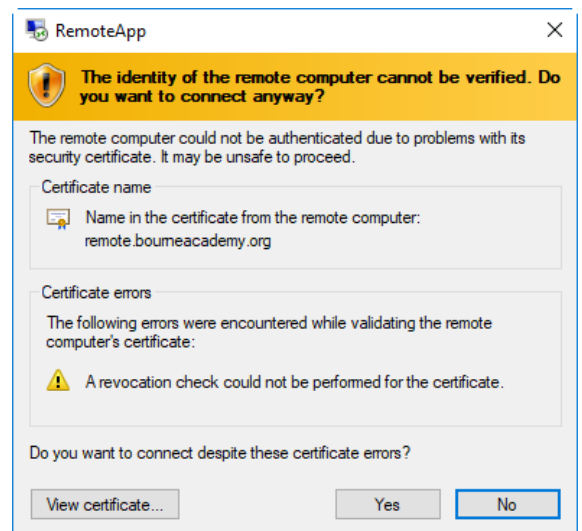 RemoteApp
The identity of the remote computer cannot be verified. Do
you want to connect anyway?
The remote computer could not be authenticated due to problems with its
security certificate. It may be unsafe to proceed.
Certificate name
Name in the certificate from the remote computer:
remote.bourneacademy.org
Certificate errors
The following errors were encountered while validating the remote
computer's certificate:
A revocation check could not be performed for the certificate.
Do you want to connect despite these certificate errors?
View certificate... Yes No